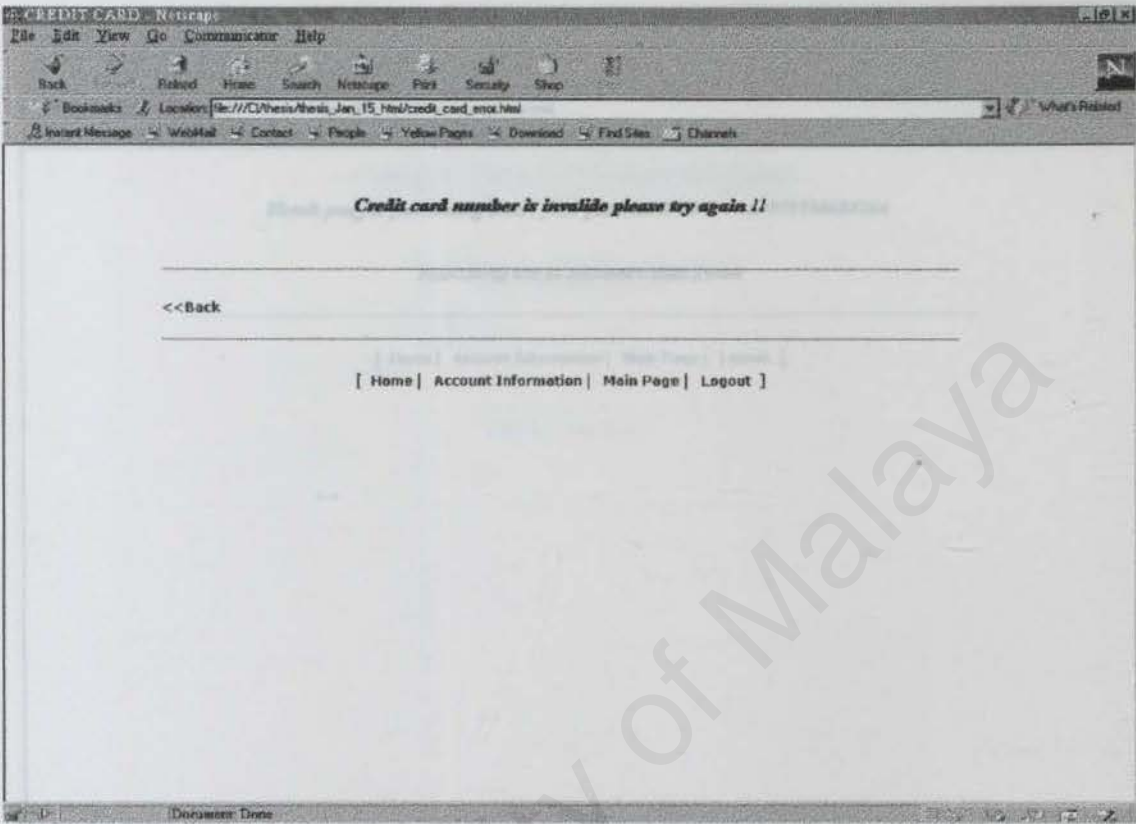 CREDIT CARD - Netscape
File Edit View Go Communicator Help
Back Reload Home Search Netscape Print Security Shop
N
Bookmarks Location: file:///C|/thesis/thesis_Jan_15_html/credit_card_error.html What's Related
Instant Message WebMail Contact People Yellow Pages Download Find Sites Channels
Credit card number is invalide please try again !!
<<Back
[ Home | Account Information | Main Page | Logout ]
Document: Done
of Malaya